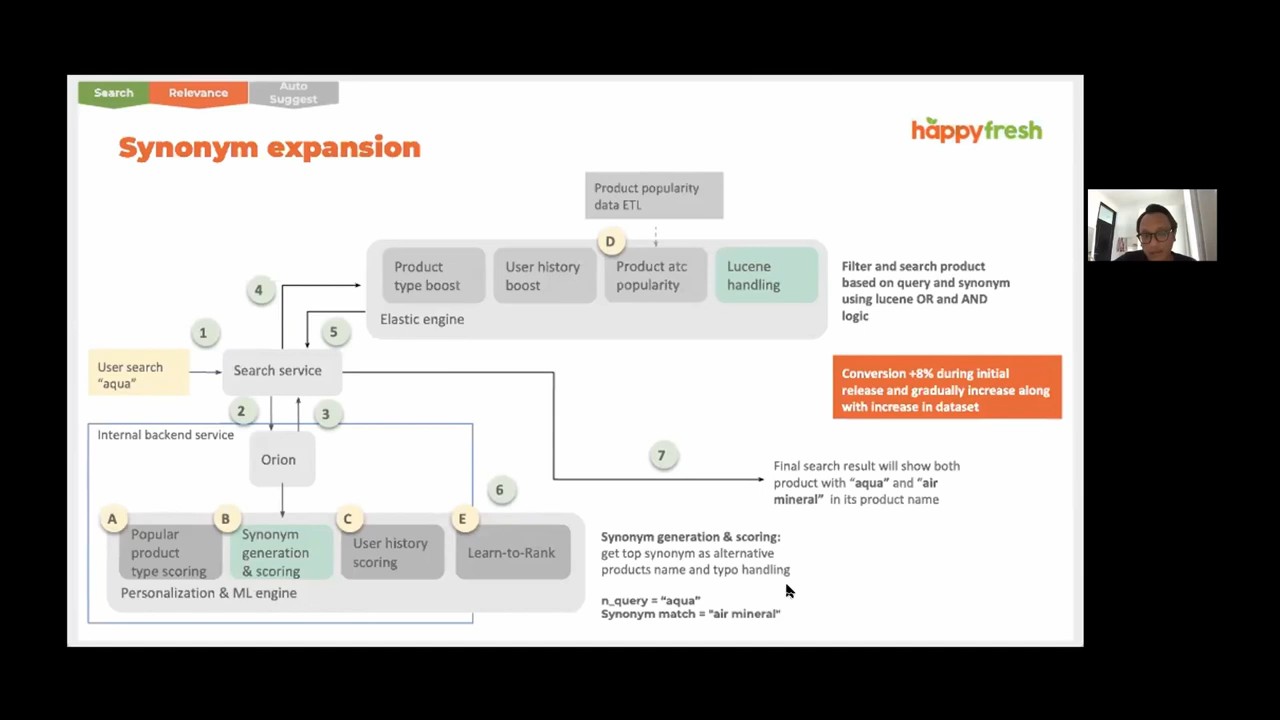 Search
Relevance
Auto
Suggest
happyfresh
Synonym expansion
Product popularity
data ETL
D
Product
type boost
User history
boost
Product atc
popularity
Lucene
handling
Elastic engine
Filter and search product
based on query and synonym
using lucene OR and AND
logic
4
5
1
User search
"aqua"
Search service
Conversion +8% during initial
release and gradually increase along
with increase in dataset
2
3
Internal backend service
Orion
7
Final search result will show both
product with "aqua" and "air
mineral" in its product name
6
A
B
C
E
Popular
product
type scoring
Synonym
generation
& scoring
User history
scoring
Learn-to-Rank
Personalization & ML engine
Synonym generation & scoring:
get top synonym as alternative
products name and typo handling
n_query = "aqua"
Synonym match = "air mineral"